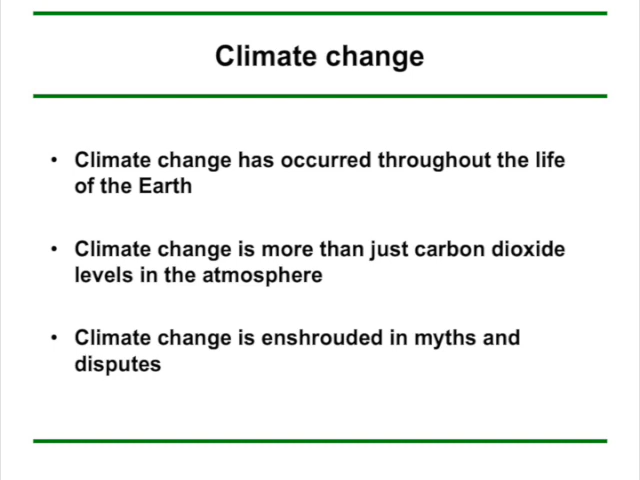 Climate change
• Climate change has occurred throughout the life
of the Earth
• Climate change is more than just carbon dioxide
levels in the atmosphere
• Climate change is enshrouded in myths and
disputes